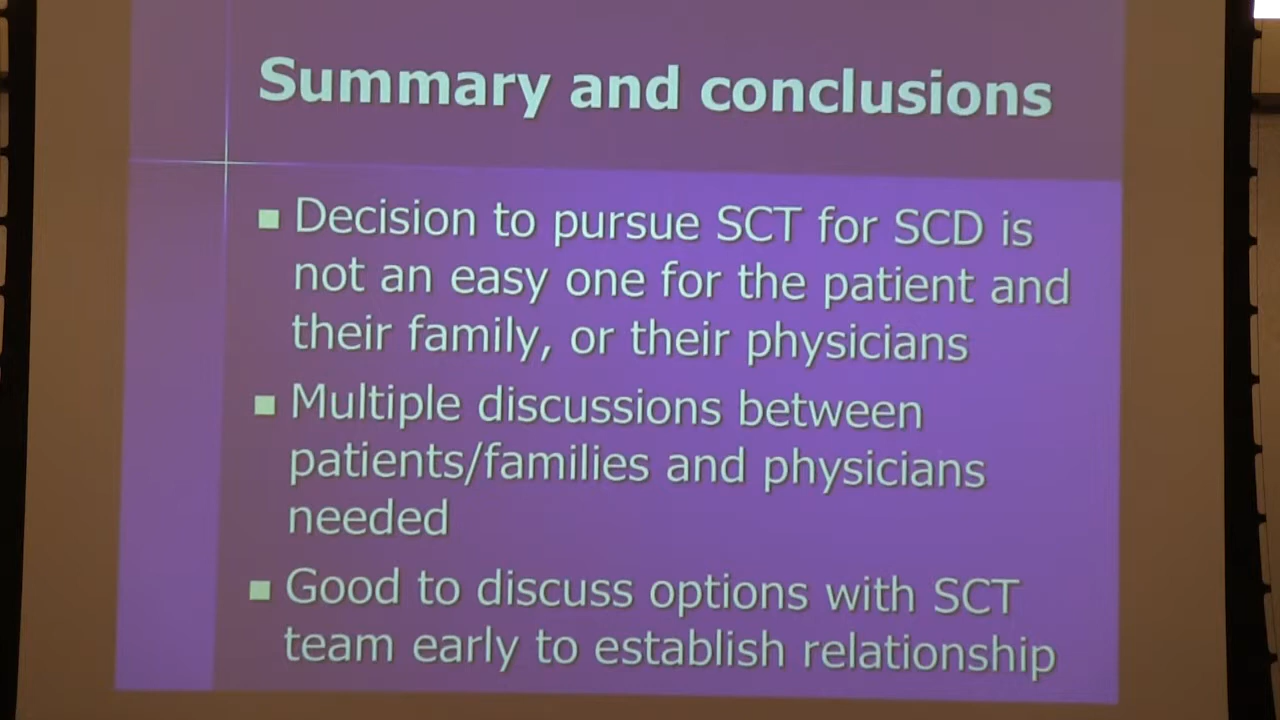 Summary and conclusions
Decision to pursue SCT for SCD is
not an easy one for the patient and
their family, or their physicians
Multiple discussions between
patients/families and physicians
needed
Good to discuss options with SCT
team early to establish relationship